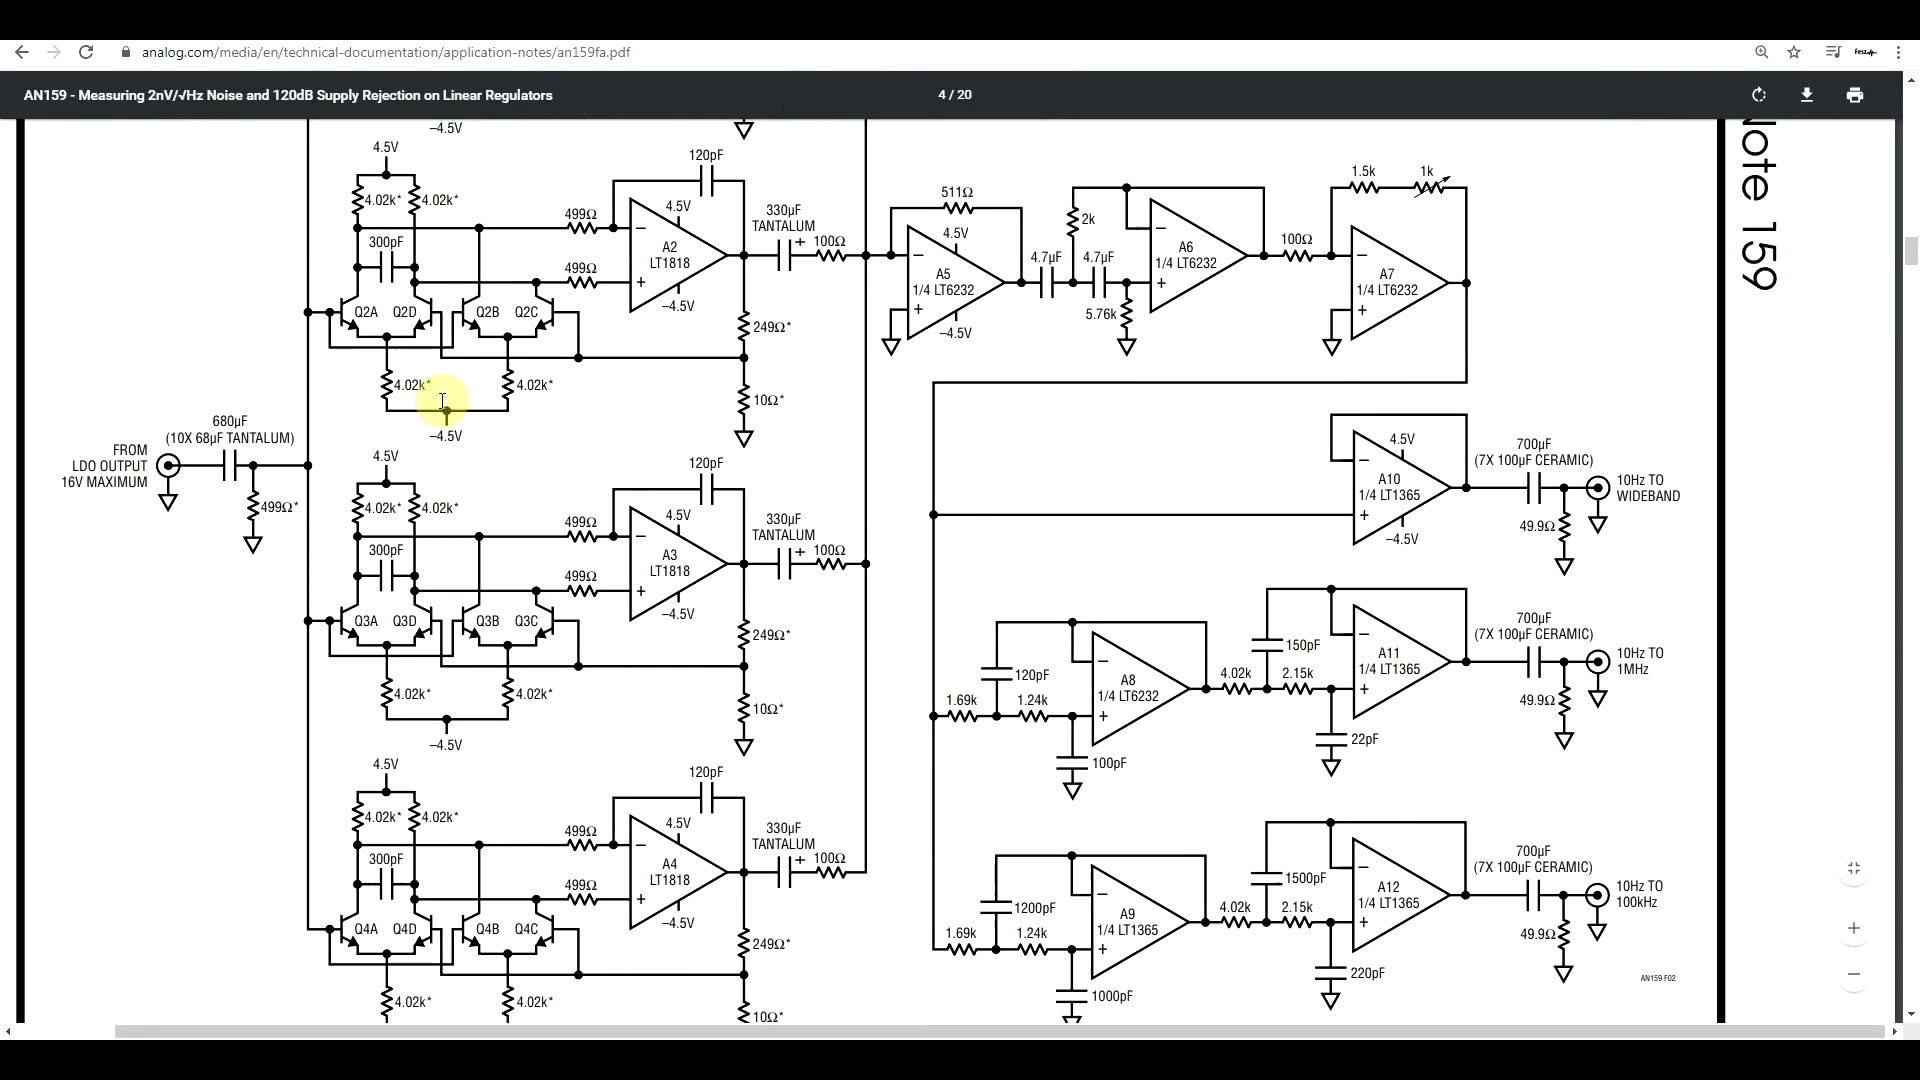 analog.com/media/en/technical-documentation/application-notes/an159fa.pdf
Fesz
AN159 - Measuring 2nV/√Hz Noise and 120dB Supply Rejection on Linear Regulators
4 / 20
Note 159
–4.5V
4.5V
4.02k*
4.02k*
300pF
Q2A
Q2D
Q2B
Q2C
4.02k*
4.02k*
–4.5V
499Ω
499Ω
120pF
4.5V
A2
LT1818
–4.5V
330µF
TANTALUM
+
100Ω
249Ω*
10Ω*
680µF
(10X 68µF TANTALUM)
FROM
LDO OUTPUT
16V MAXIMUM
499Ω*
4.5V
4.02k*
4.02k*
300pF
Q3A
Q3D
Q3B
Q3C
4.02k*
4.02k*
–4.5V
499Ω
499Ω
120pF
4.5V
A3
LT1818
–4.5V
330µF
TANTALUM
+
100Ω
249Ω*
10Ω*
4.5V
4.02k*
4.02k*
300pF
Q4A
Q4D
Q4B
Q4C
4.02k*
4.02k*
499Ω
499Ω
120pF
4.5V
A4
LT1818
–4.5V
330µF
TANTALUM
+
100Ω
249Ω*
10Ω*
511Ω
4.5V
A5
1/4 LT6232
–4.5V
4.7µF
4.7µF
2k
5.76k
A6
1/4 LT6232
100Ω
1.5k
1k
A7
1/4 LT6232
4.5V
A10
1/4 LT1365
–4.5V
700µF
(7X 100µF CERAMIC)
10Hz TO
WIDEBAND
49.9Ω
1.69k
120pF
1.24k
100pF
A8
1/4 LT6232
4.02k
150pF
2.15k
22pF
A11
1/4 LT1365
700µF
(7X 100µF CERAMIC)
10Hz TO
1MHz
49.9Ω
1.69k
1200pF
1.24k
1000pF
A9
1/4 LT1365
4.02k
1500pF
2.15k
220pF
A12
1/4 LT1365
700µF
(7X 100µF CERAMIC)
10Hz TO
100kHz
49.9Ω
AN159 F02